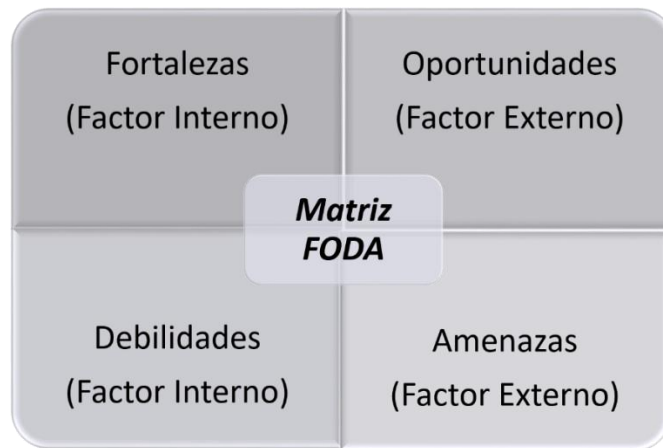 Fortalezas
(Factor Interno)
Oportunidades
(Factor Externo)
Matriz
FODA
Debilidades
(Factor Interno)
Amenazas
(Factor Externo)